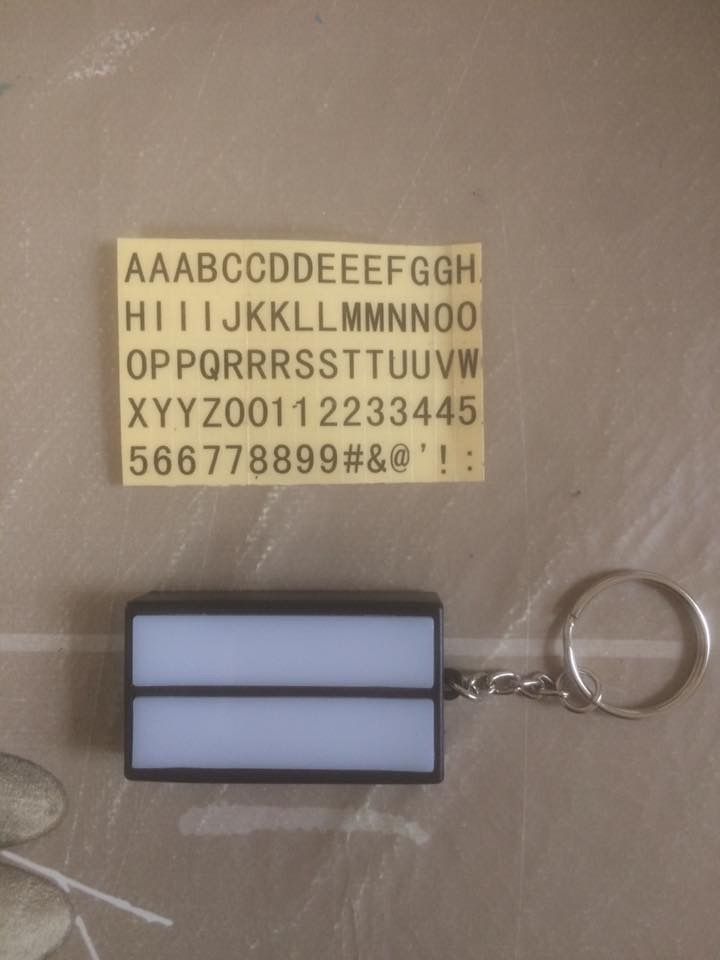 AAABCCDDEEEFGGH
HIIIJKKLLMMNNOO
OPPQRRRSSTTUUVW
XYYZ00112233445
566778899#&@'!: